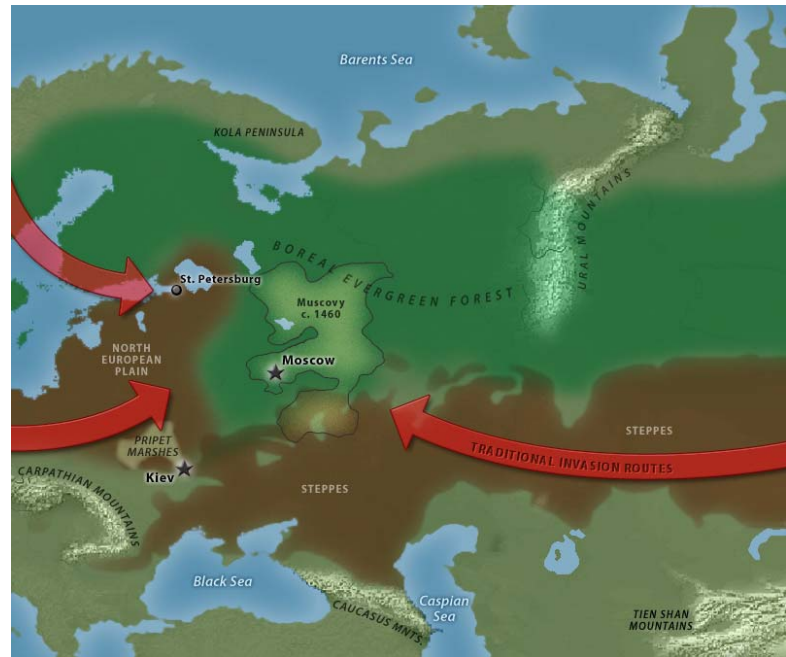 Barents Sea
KOLA PENINSULA
URAL MOUNTAINS
BOREAL EVERGREEN FOREST
St. Petersburg
Muscovy
c. 1460
NORTH
EUROPEAN
PLAIN
Moscow
STEPPES
PRIPET
MARSHES
TRADITIONAL INVASION ROUTES
Kiev
CARPATHIAN MOUNTAINS
STEPPES
Black Sea
Caspian
Sea
CAUCASUS MNTS.
TIEN SHAN
MOUNTAINS